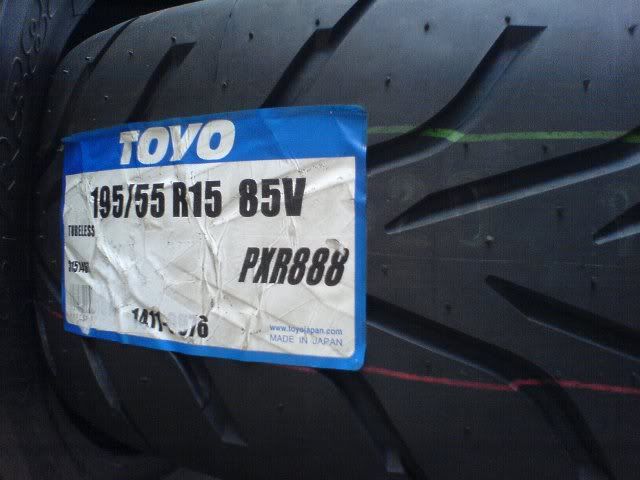 TOYO
195/55 R15 85V
TUBELESS
PXR888
www.toyojapan.com
MADE IN JAPAN